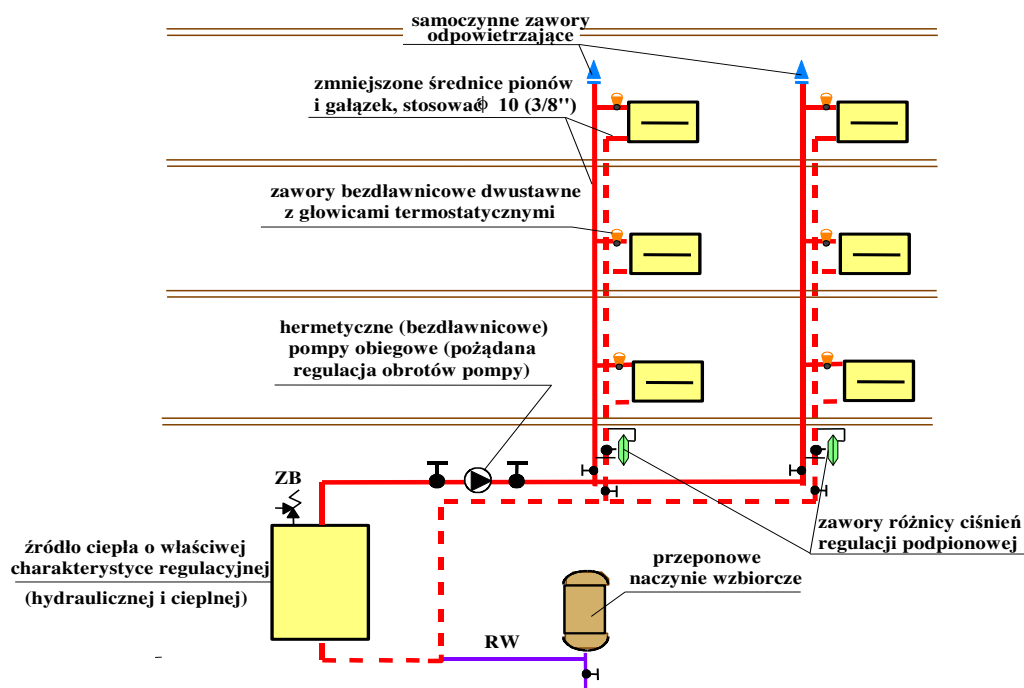 samoczynne zawory
odpowietrzające
zmniejszone średnice pionów
i gałązek, stosować ϕ 10 (3/8'')
zawory bezdławnicowe dwustawne
z głowicami termostatycznymi
hermetyczne (bezdławnicowe)
pompy obiegowe (pożądana
regulacja obrotów pompy)
ZB
źródło ciepła o właściwej
charakterystyce regulacyjnej
(hydraulicznej i cieplnej)
zawory różnicy ciśnień
regulacji podpionowej
przeponowe
naczynie wzbiorcze
RW